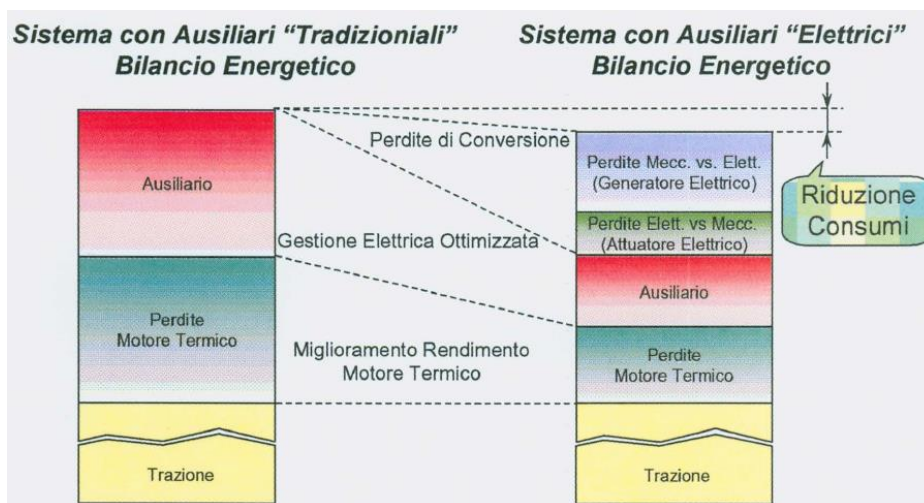 Sistema con Ausiliari “Tradizioniali”
Bilancio Energetico
Sistema con Ausiliari “Elettrici”
Bilancio Energetico
Ausiliario
Perdite
Motore Termico
Trazione
Perdite di Conversione
Gestione Elettrica Ottimizzata
Miglioramento Rendimento
Motore Termico
Perdite Mecc. vs. Elett.
(Generatore Elettrico)
Perdite Elett. vs Mecc.
(Attuatore Elettrico)
Ausiliario
Perdite
Motore Termico
Trazione
Riduzione
Consumi